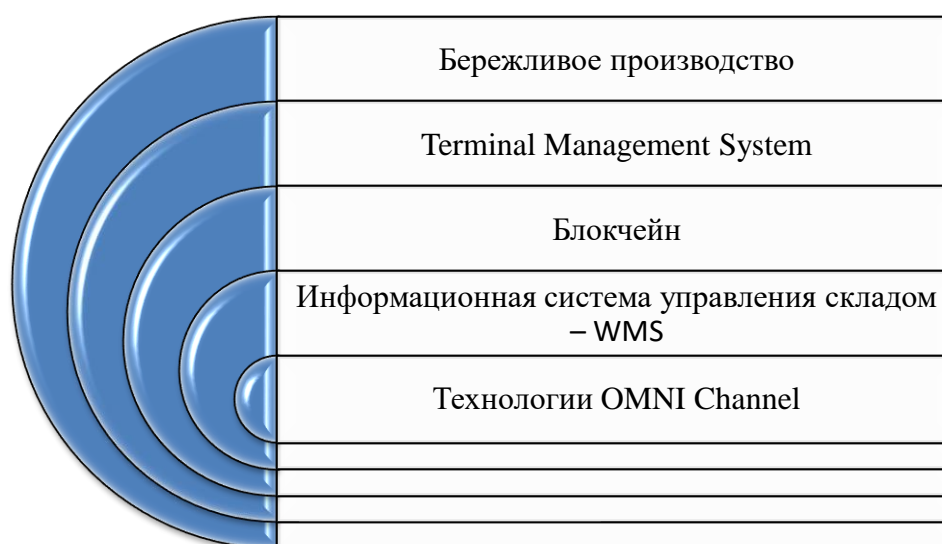 Бережливое производство
Terminal Management System
Блокчейн
Информационная система управления складом
– WMS
Технологии OMNI Channel